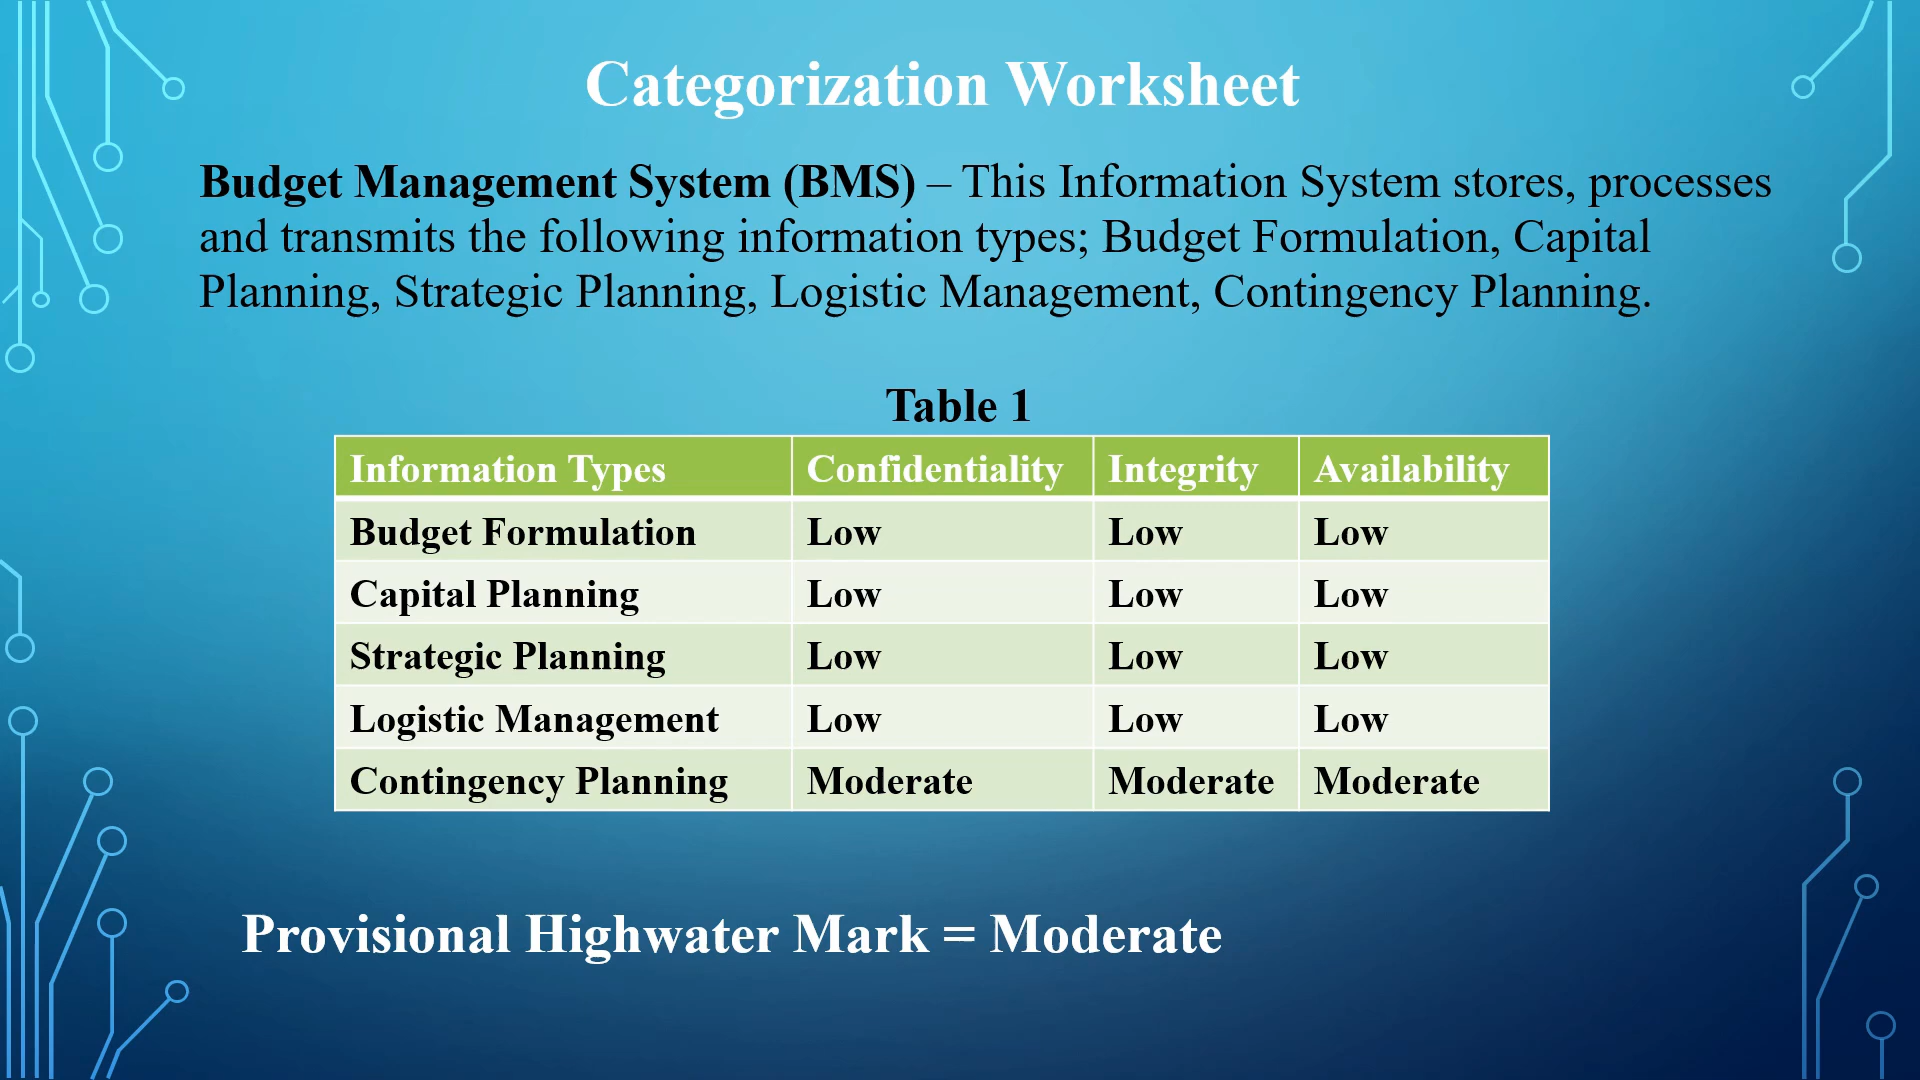 Categorization Worksheet
Budget Management System (BMS) – This Information System stores, processes
and transmits the following information types; Budget Formulation, Capital
Planning, Strategic Planning, Logistic Management, Contingency Planning.
Table 1
Information Types Confidentiality Integrity Availability
Budget Formulation Low Low Low
Capital Planning Low Low Low
Strategic Planning Low Low Low
Logistic Management Low Low Low
Contingency Planning Moderate Moderate Moderate
Provisional Highwater Mark = Moderate